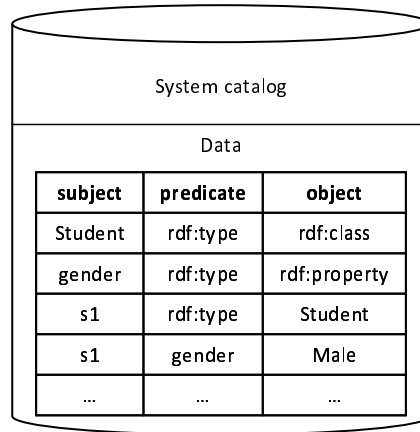 System catalog
Data
subject predicate object
Student rdf:type rdf:class
gender rdf:type rdf:property
s1 rdf:type Student
s1 gender Male
... ... ...